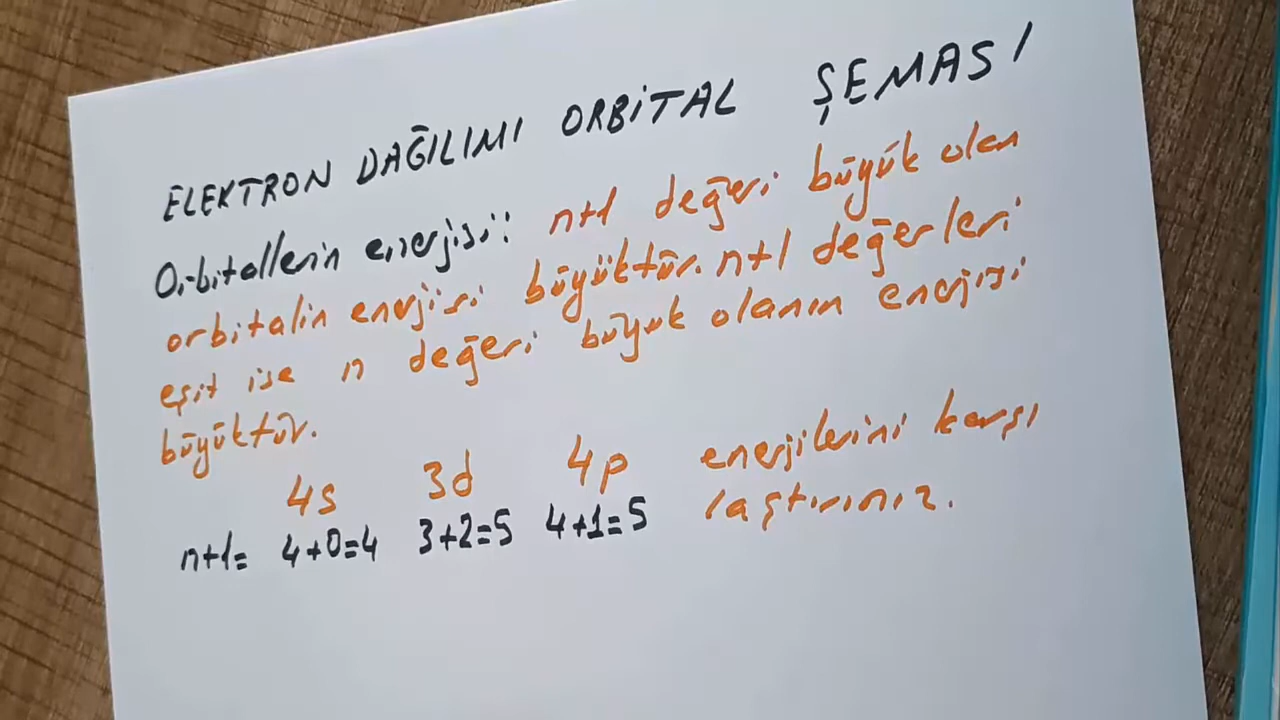 ELEKTRON DAĞILIMI ORBİTAL ŞEMASI
Orbitallerin enerjisi: n+l değeri büyük olan
orbitalin enerjisi büyüktür. n+l değerleri
eşit ise n değeri büyük olanın enerjisi
büyüktür.
4s 3d 4p enerjilerini karşı
laştırınız.
n+l= 4+0=4 3+2=5 4+1=5